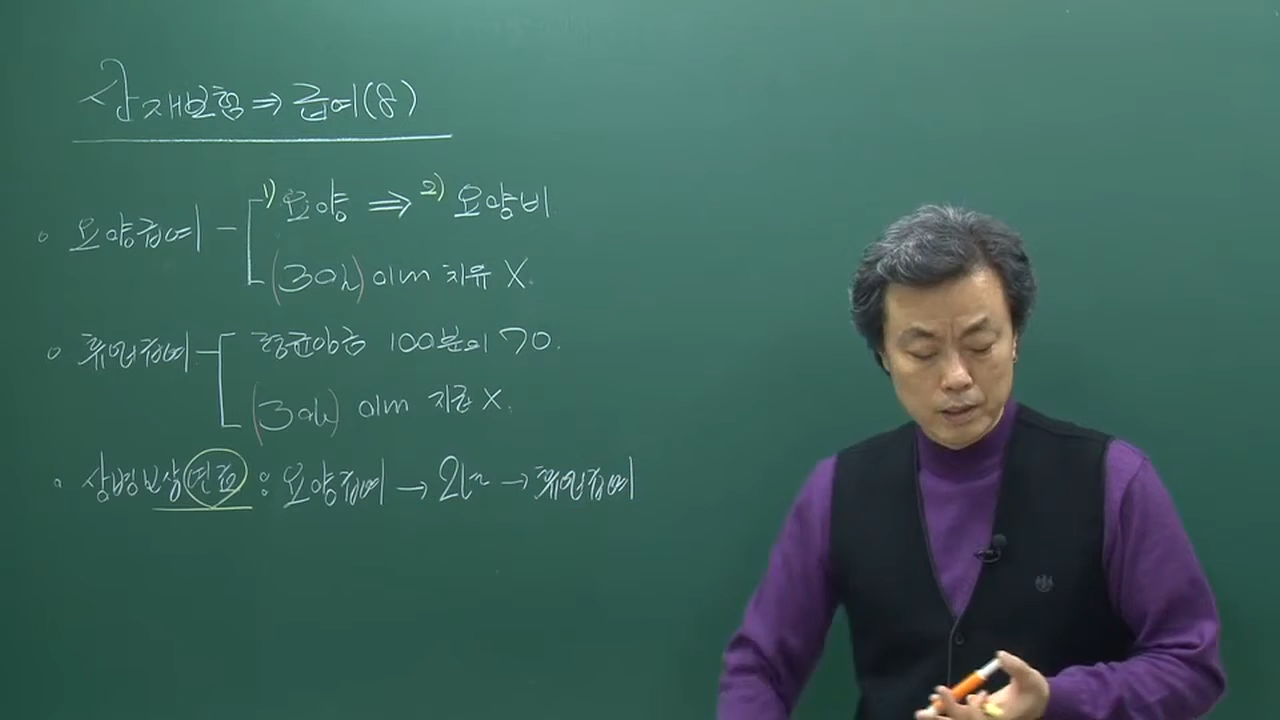 산재보험⇒급여(8)
◦ 요양급여 - 1) 요양 ⇒ 2) 요양비
(3日) 이내 치유 X.
◦ 휴업급여 - 평균임금 100분의 70.
(3日) 이내 지급 X.
◦ 상병보상연금 : 요양급여 → 2년 → 휴업급여